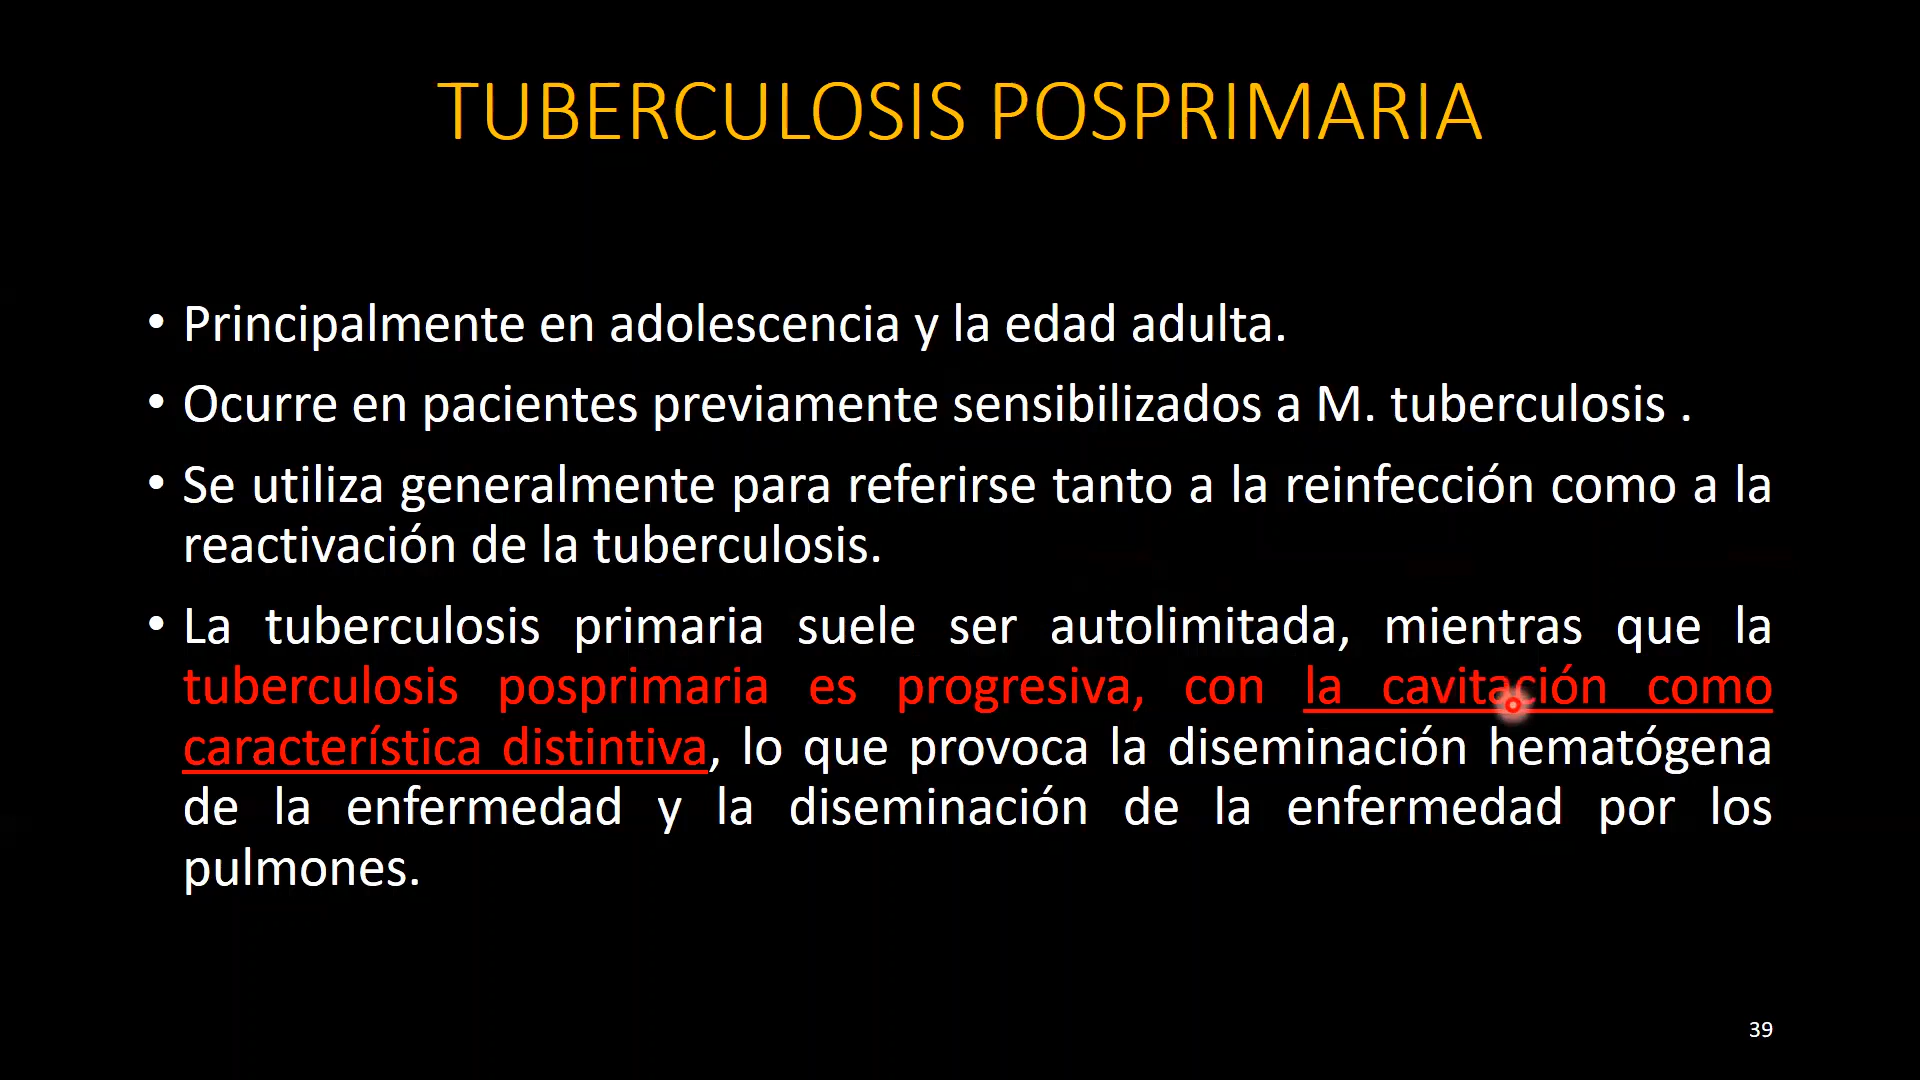 TUBERCULOSIS POSPRIMARIA
• Principalmente en adolescencia y la edad adulta.
• Ocurre en pacientes previamente sensibilizados a M. tuberculosis .
• Se utiliza generalmente para referirse tanto a la reinfección como a la
reactivación de la tuberculosis.
• La tuberculosis primaria suele ser autolimitada, mientras que la
tuberculosis posprimaria es progresiva, con la cavitación como
característica distintiva, lo que provoca la diseminación hematógena
de la enfermedad y la diseminación de la enfermedad por los
pulmones.
39